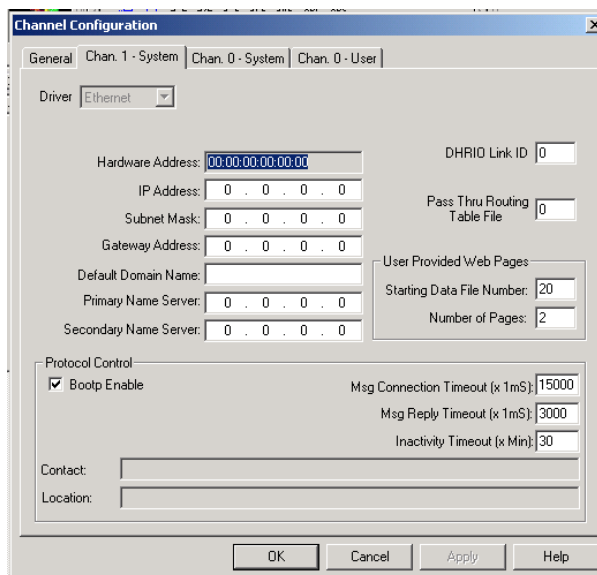 Channel Configuration
General
Chan. 1 - System
Chan. 0 - System
Chan. 0 - User
Driver Ethernet
Hardware Address: 00:00:00:00:00:00
DHRIO Link ID 0
IP Address: 0 . 0 . 0 . 0
Subnet Mask: 0 . 0 . 0 . 0
Pass Thru Routing
Table File 0
Gateway Address: 0 . 0 . 0 . 0
Default Domain Name:
Primary Name Server: 0 . 0 . 0 . 0
Secondary Name Server: 0 . 0 . 0 . 0
User Provided Web Pages
Starting Data File Number: 20
Number of Pages: 2
Protocol Control
Bootp Enable
Msg Connection Timeout (x 1mS): 15000
Msg Reply Timeout (x 1mS): 3000
Inactivity Timeout (x Min): 30
Contact:
Location:
OK
Cancel
Apply
Help